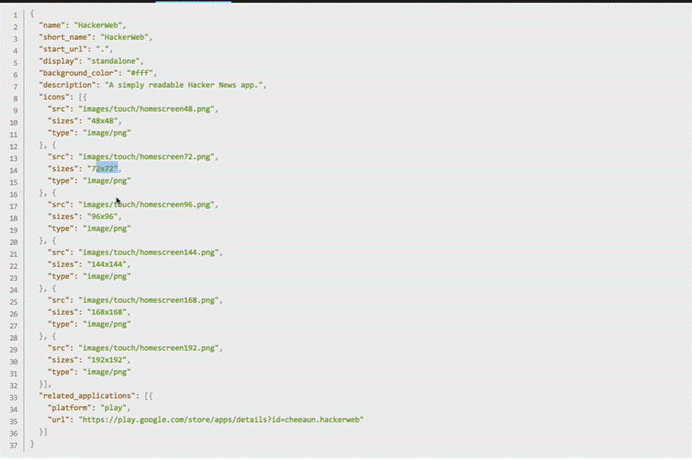 1 {
2 "name": "HackerWeb",
3 "short_name": "HackerWeb",
4 "start_url": ".",
5 "display": "standalone",
6 "background_color": "#fff",
7 "description": "A simply readable Hacker News app.",
8 "icons": [{
9 "src": "images/touch/homescreen48.png",
10 "sizes": "48x48",
11 "type": "image/png"
12 }, {
13 "src": "images/touch/homescreen72.png",
14 "sizes": "72x72",
15 "type": "image/png"
16 }, {
17 "src": "images/touch/homescreen96.png",
18 "sizes": "96x96",
19 "type": "image/png"
20 }, {
21 "src": "images/touch/homescreen144.png",
22 "sizes": "144x144",
23 "type": "image/png"
24 }, {
25 "src": "images/touch/homescreen168.png",
26 "sizes": "168x168",
27 "type": "image/png"
28 }, {
29 "src": "images/touch/homescreen192.png",
30 "sizes": "192x192",
31 "type": "image/png"
32 }],
33 "related_applications": [{
34 "platform": "play",
35 "url": "https://play.google.com/store/apps/details?id=cheeaun.hackerweb"
36 }]
37 }